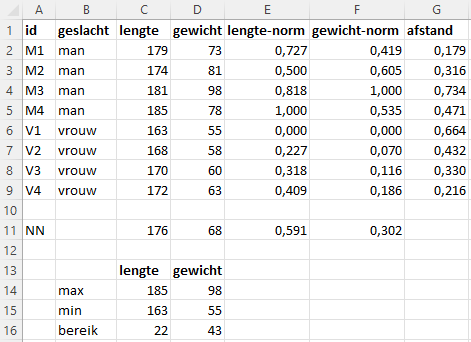 A B C D E F G
1 id geslacht lengte gewicht lengte-norm gewicht-norm afstand
2 M1 man 179 73 0,727 0,419 0,179
3 M2 man 174 81 0,500 0,605 0,316
4 M3 man 181 98 0,818 1,000 0,734
5 M4 man 185 78 1,000 0,535 0,471
6 V1 vrouw 163 55 0,000 0,000 0,664
7 V2 vrouw 168 58 0,227 0,070 0,432
8 V3 vrouw 170 60 0,318 0,116 0,330
9 V4 vrouw 172 63 0,409 0,186 0,216
10
11 NN 176 68 0,591 0,302
12
13 lengte gewicht
14 max 185 98
15 min 163 55
16 bereik 22 43